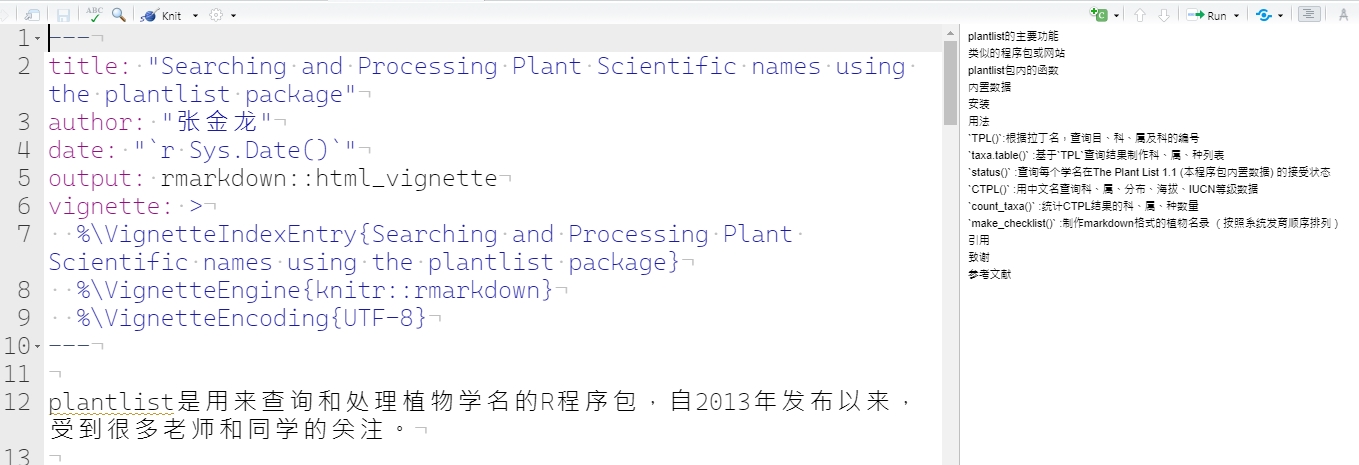 ABC Knit Run
1 ---
2 title: "Searching and Processing Plant Scientific names using
the plantlist package"
3 author: "张金龙"
4 date: "`r Sys.Date()`"
5 output: rmarkdown::html_vignette
6 vignette: >
7 %\VignetteIndexEntry{Searching and Processing Plant
Scientific names using the plantlist package}
8 %\VignetteEngine{knitr::rmarkdown}
9 %\VignetteEncoding{UTF-8}
10 ---
11
12 plantlist是用来查询和处理植物学名的R程序包，自2013年发布以来，
受到很多老师和同学的关注。
13
plantlist的主要功能
类似的程序包或网站
plantlist包内的函数
内置数据
安装
用法
`TPL()`:根据拉丁名，查询目、科、属及科的编号
`taxa.table()` :基于`TPL`查询结果制作科、属、种列表
`status()` :查询每个学名在The Plant List 1.1 (本程序包内置数据) 的接受状态
`CTPL()` :用中文名查询科、属、分布、海拔、IUCN等级数据
`count_taxa()` :统计CTPL结果的科、属、种数量
`make_checklist()` :制作markdown格式的植物名录 （按照系统发育顺序排列）
引用
致谢
参考文献